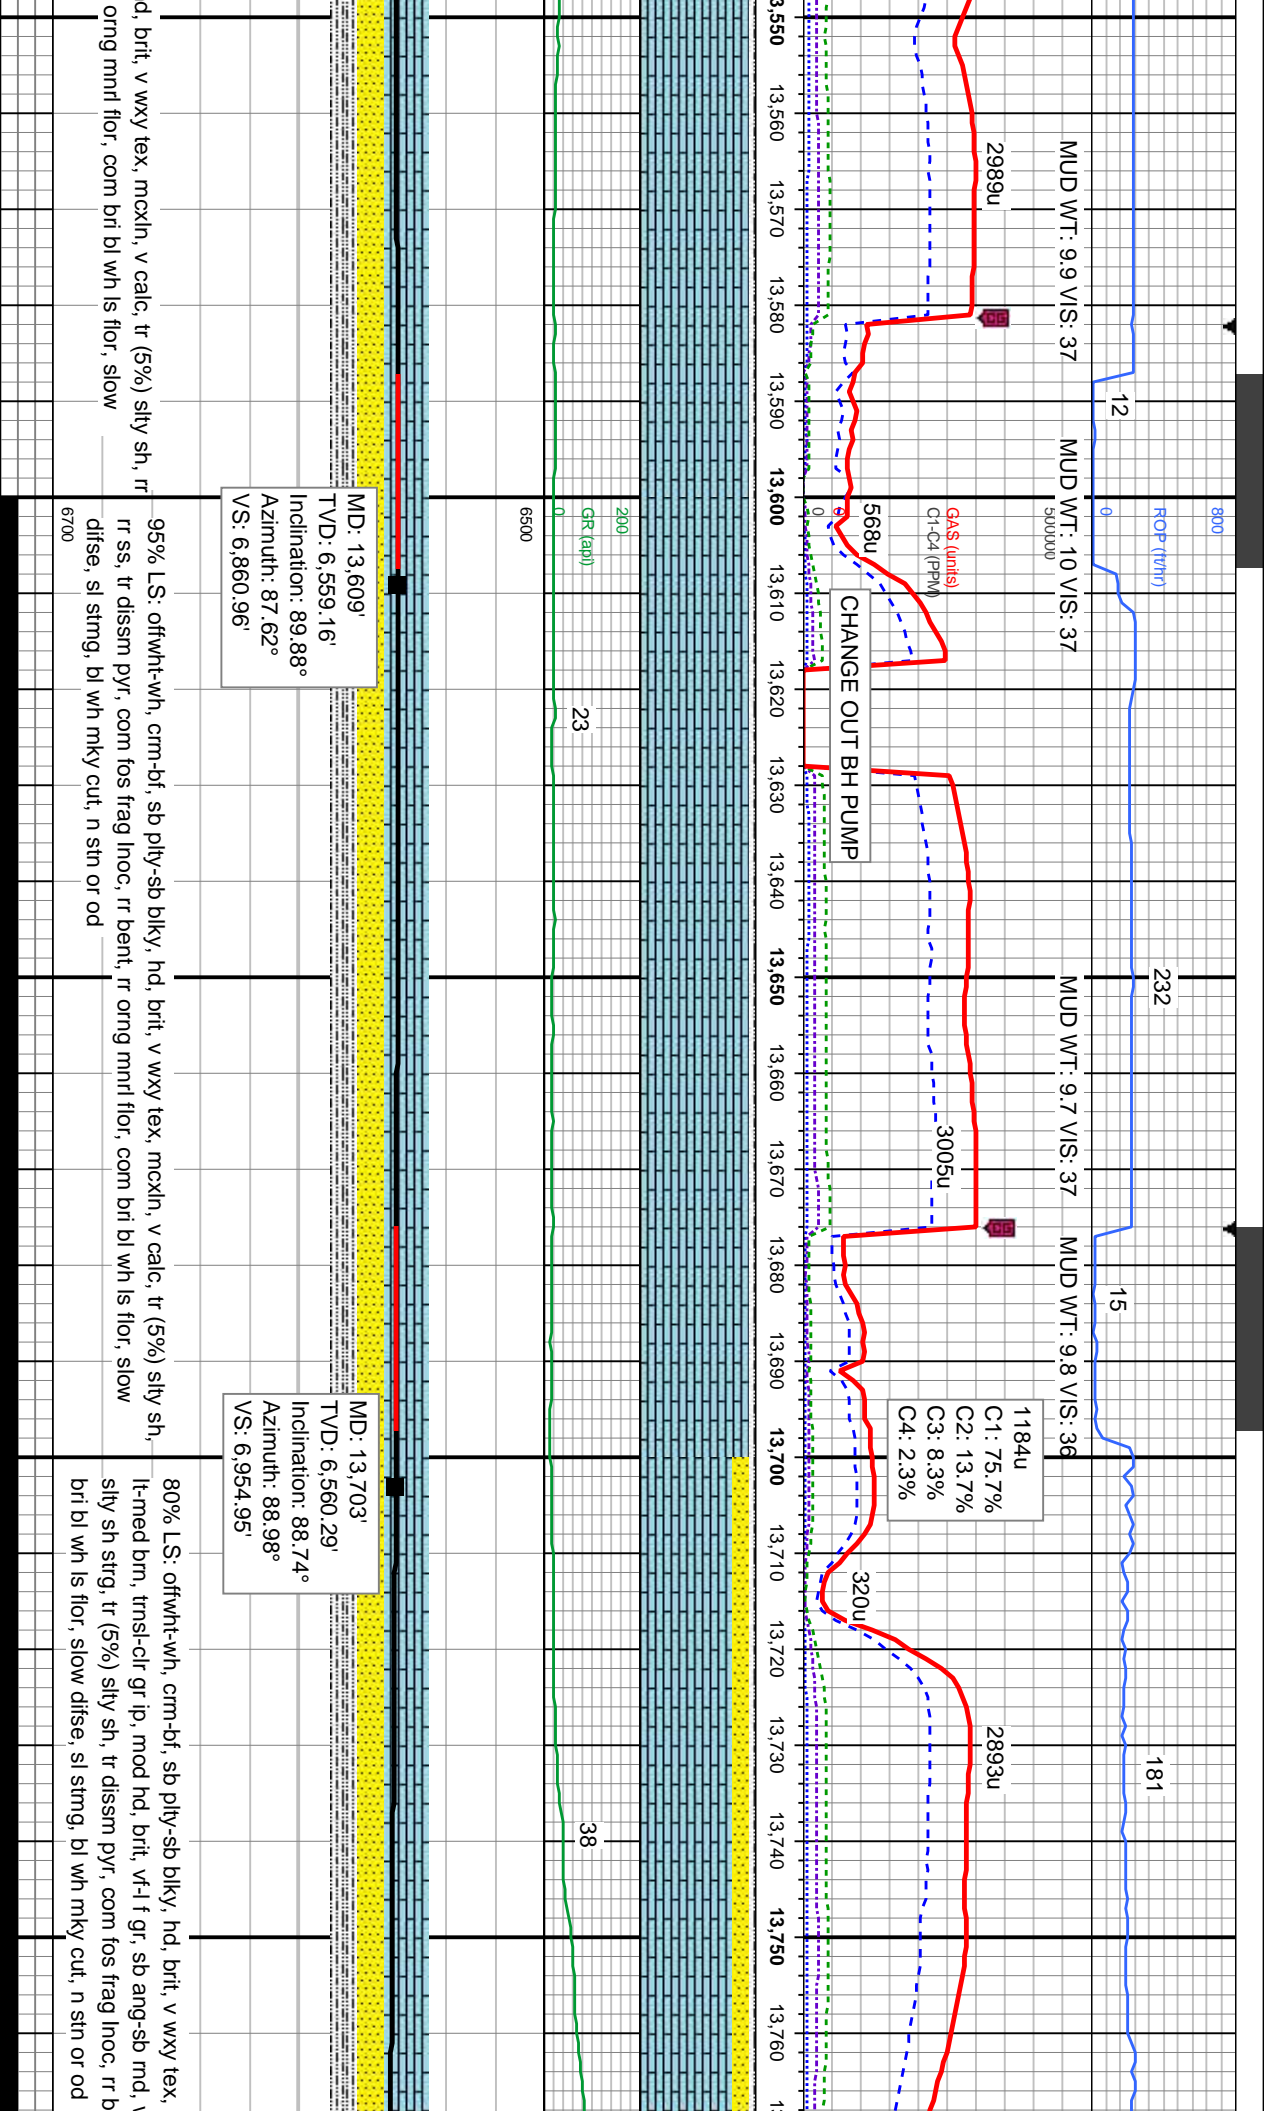 800
ROP (ft/hr)
0
12
232
15
181
MUD WT: 9.9 VIS: 37
MUD WT: 10 VIS: 37
MUD WT: 9.7 VIS: 37
MUD WT: 9.8 VIS: 36
500000
GAS (units)
C1-C4 (PPM)
0
2989u
568u
CHANGE OUT BH PUMP
3005u
1184u
C1: 75.7%
C2: 13.7%
C3: 8.3%
C4: 2.3%
320u
2893u
CG
CG
13,560
13,570
13,580
13,590
13,600
13,610
13,620
13,630
13,640
13,650
13,660
13,670
13,680
13,690
13,700
13,710
13,720
13,730
13,740
13,750
13,760
200
GR (api)
0
23
38
6500
MD: 13,609'
TVD: 6,559.16'
Inclination: 89.88°
Azimuth: 87.62°
VS: 6,860.96'
MD: 13,703'
TVD: 6,560.29'
Inclination: 88.74°
Azimuth: 88.98°
VS: 6,954.95'
6700
d, brit, v wxy tex, mcxln, v calc, tr (5%) slty sh, rr
orng mnrl flor, com bri bl wh ls flor, slow
95% LS: offwht-wh, crm-bf, sb plty-sb blky, hd, brit, v wxy tex, mcxln, v calc, tr (5%) slty sh,
rr ss, tr dissm pyr, com fos frag Inoc, rr bent, rr orng mnrl flor, com bri bl wh ls flor, slow
difse, sl stmg, bl wh mky cut, n stn or od
80% LS: offwht-wh, crm-bf, sb plty-sb blky, hd, brit, v wxy tex,
lt-med brn, trnsl-clr gr ip, mod hd, brit, vf-l f gr, sb ang-sb rnd,
slty sh strg, tr (5%) slty sh, tr dissm pyr, com fos frag Inoc, rr b
bri bl wh ls flor, slow difse, sl stmg, bl wh mky cut, n stn or od